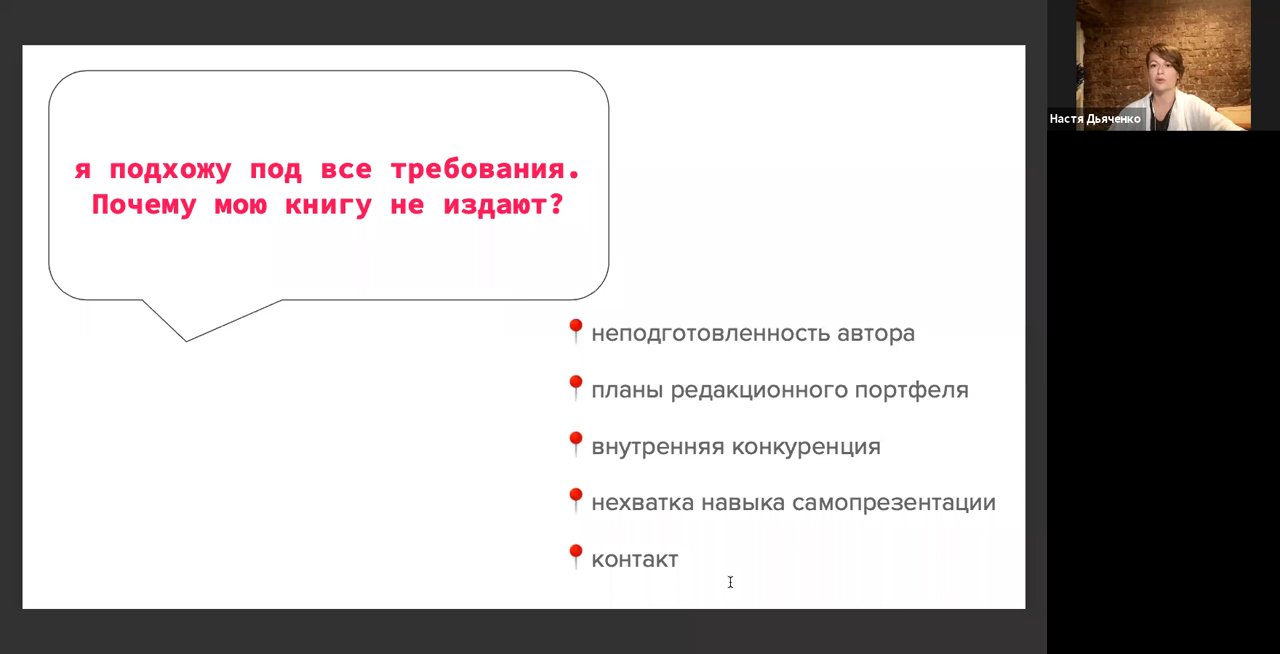 я подхожу под все требования.
Почему мою книгу не издают?
неподготовленность автора
планы редакционного портфеля
внутренняя конкуренция
нехватка навыка самопрезентации
контакт
Настя Дьяченко